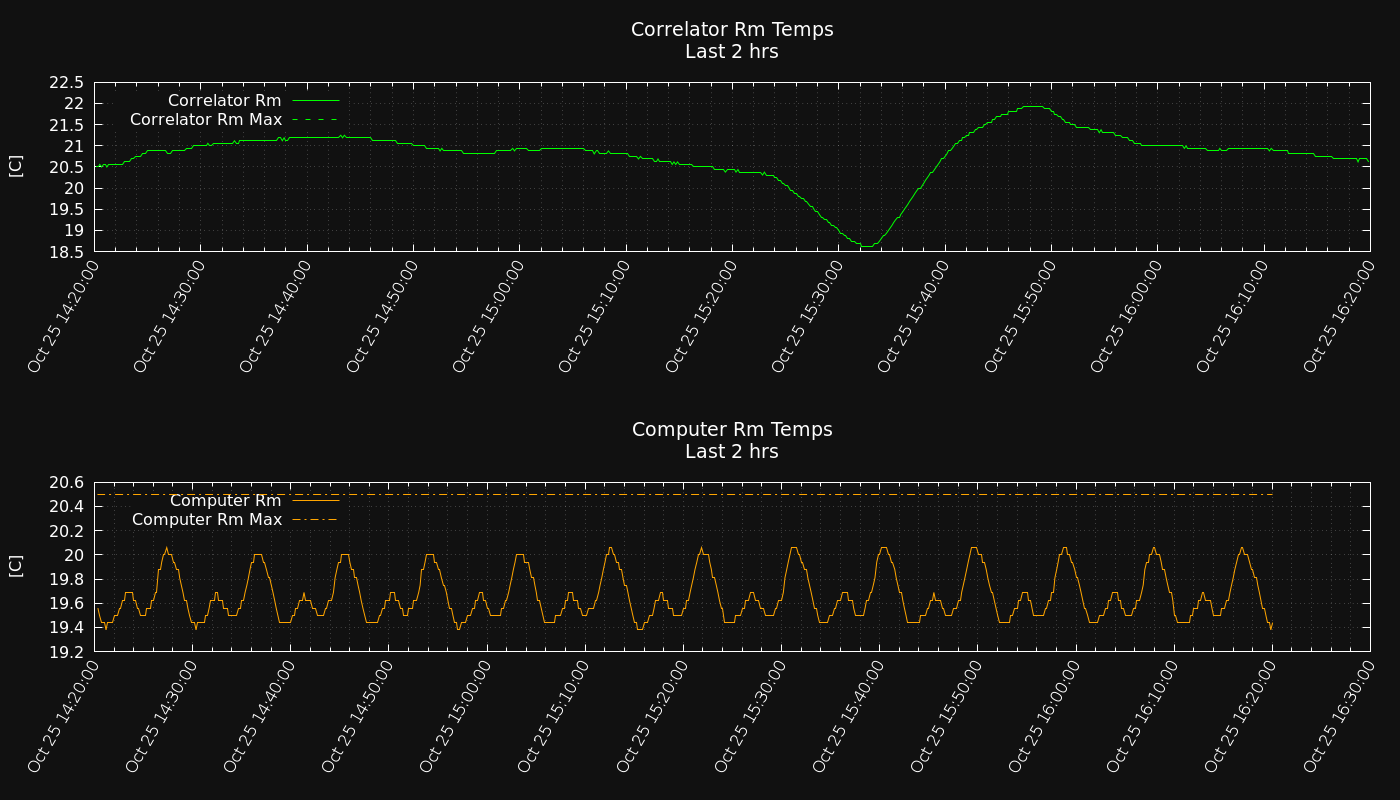 Correlator Rm Temps
Last 2 hrs
Correlator Rm
Correlator Rm Max
[C]
22.5
22
21.5
21
20.5
20
19.5
19
18.5
Oct 25 14:20:00
Oct 25 14:30:00
Oct 25 14:40:00
Oct 25 14:50:00
Oct 25 15:00:00
Oct 25 15:10:00
Oct 25 15:20:00
Oct 25 15:30:00
Oct 25 15:40:00
Oct 25 15:50:00
Oct 25 16:00:00
Oct 25 16:10:00
Oct 25 16:20:00
Computer Rm Temps
Last 2 hrs
Computer Rm
Computer Rm Max
[C]
20.6
20.4
20.2
20
19.8
19.6
19.4
19.2
Oct 25 14:20:00
Oct 25 14:30:00
Oct 25 14:40:00
Oct 25 14:50:00
Oct 25 15:00:00
Oct 25 15:10:00
Oct 25 15:20:00
Oct 25 15:30:00
Oct 25 15:40:00
Oct 25 15:50:00
Oct 25 16:00:00
Oct 25 16:10:00
Oct 25 16:20:00
Oct 25 16:30:00